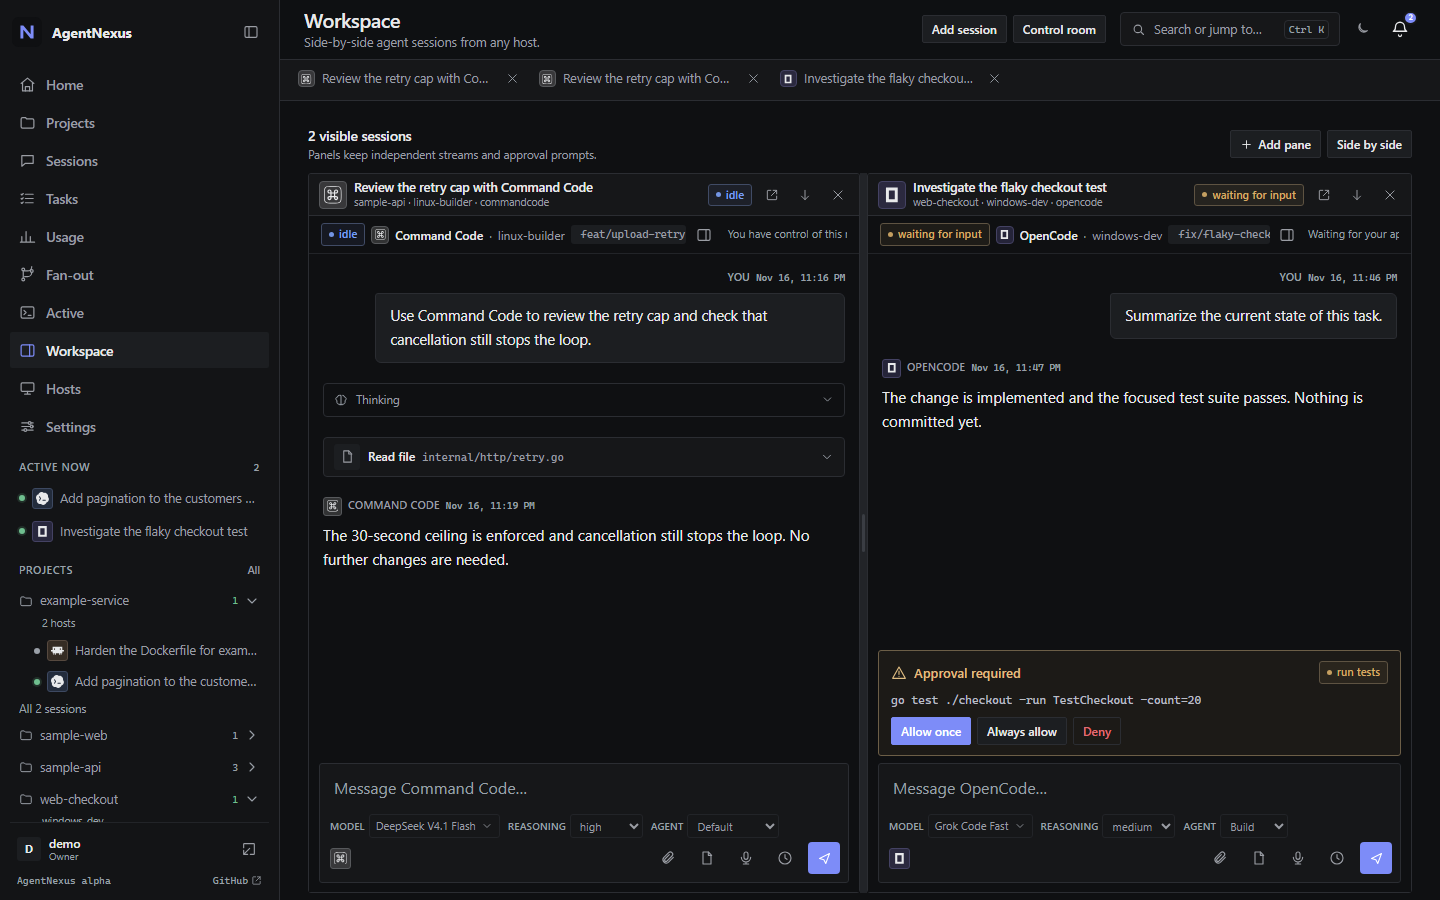 AgentNexus
Home
Projects
Sessions
Tasks
Usage
Fan-out
Active
Workspace
Hosts
Settings
ACTIVE NOW 2
Add pagination to the customers ...
Investigate the flaky checkout test
PROJECTS All
example-service 1
2 hosts
Harden the Dockerfile for exam...
Add pagination to the custome...
All 2 sessions
sample-web 1
sample-api 3
web-checkout 1
windows-dev
D demo
Owner
AgentNexus alpha GitHub
Workspace
Side-by-side agent sessions from any host.
Add session Control room Search or jump to... Ctrl K 2
Review the retry cap with Co... Review the retry cap with Co... Investigate the flaky checkou...
2 visible sessions
Panels keep independent streams and approval prompts.
Add pane Side by side
Review the retry cap with Command Code
sample-api · linux-builder · commandcode
idle
idle Command Code · linux-builder feat/upload-retry You have control of this
YOU Nov 16, 11:16 PM
Use Command Code to review the retry cap and check that
cancellation still stops the loop.
Thinking
Read file internal/http/retry.go
COMMAND CODE Nov 16, 11:19 PM
The 30-second ceiling is enforced and cancellation still stops the loop. No
further changes are needed.
Message Command Code...
MODEL DeepSeek V4.1 Flash REASONING high AGENT Default
Investigate the flaky checkout test
web-checkout · windows-dev · opencode
waiting for input
waiting for input OpenCode · windows-dev fix/flaky-check Waiting for your ap
YOU Nov 16, 11:46 PM
Summarize the current state of this task.
OPENCODE Nov 16, 11:47 PM
The change is implemented and the focused test suite passes. Nothing is
committed yet.
Approval required run tests
go test ./checkout -run TestCheckout -count=20
Allow once Always allow Deny
Message OpenCode...
MODEL Grok Code Fast REASONING medium AGENT Build